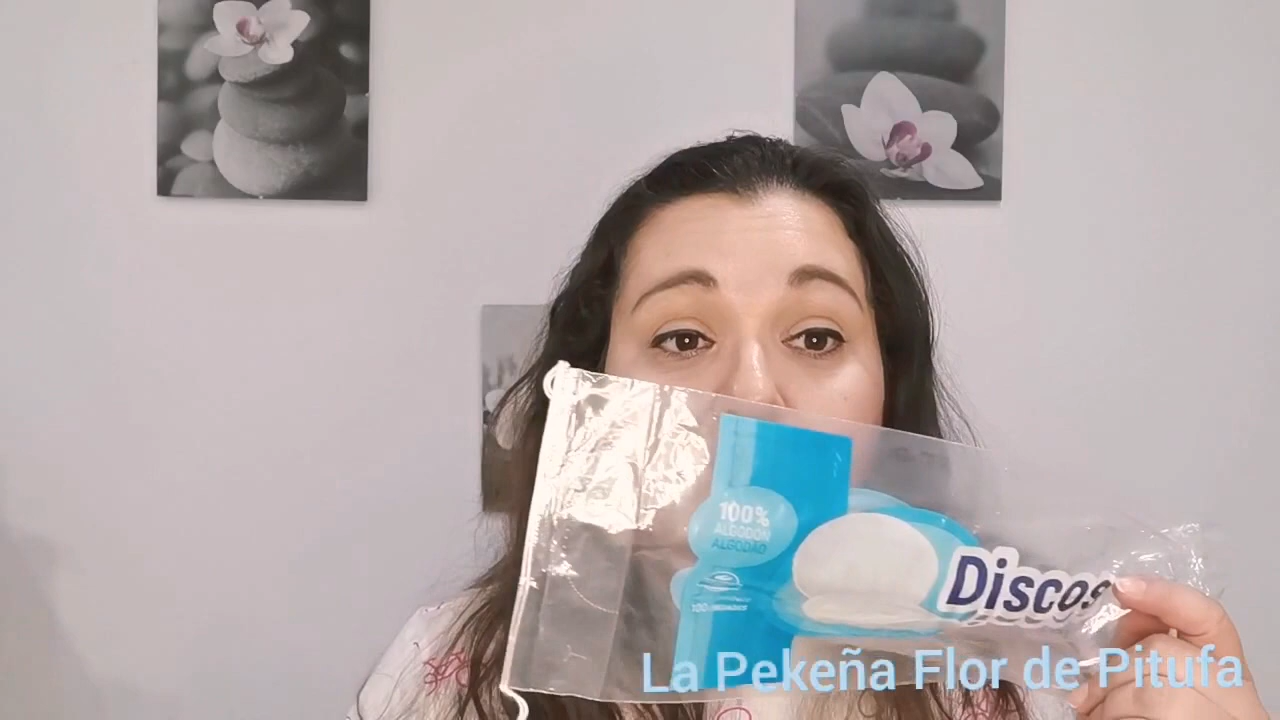 100%
ALGODÓN
ALGODÃO
100 UNIDADES
Discos
La Pekeña Flor de Pitufa